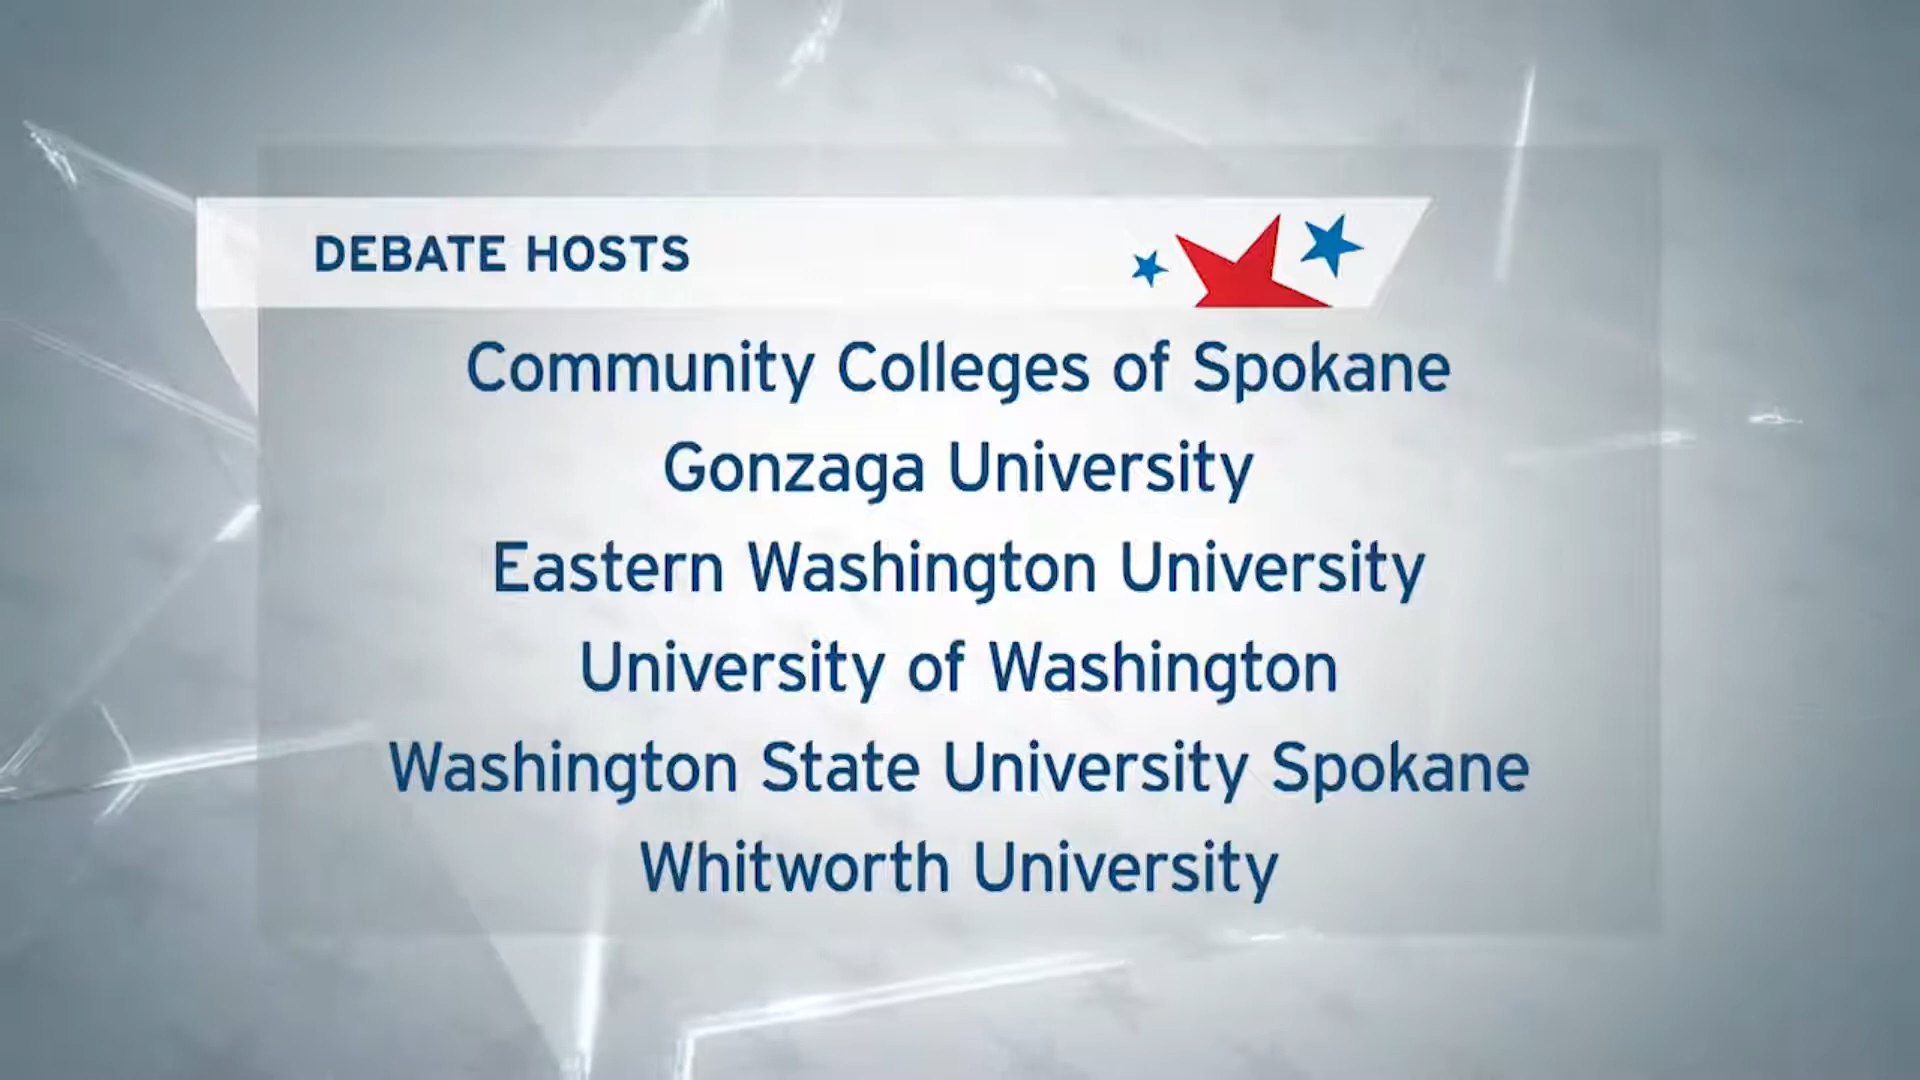 DEBATE HOSTS
Community Colleges of Spokane
Gonzaga University
Eastern Washington University
University of Washington
Washington State University Spokane
Whitworth University